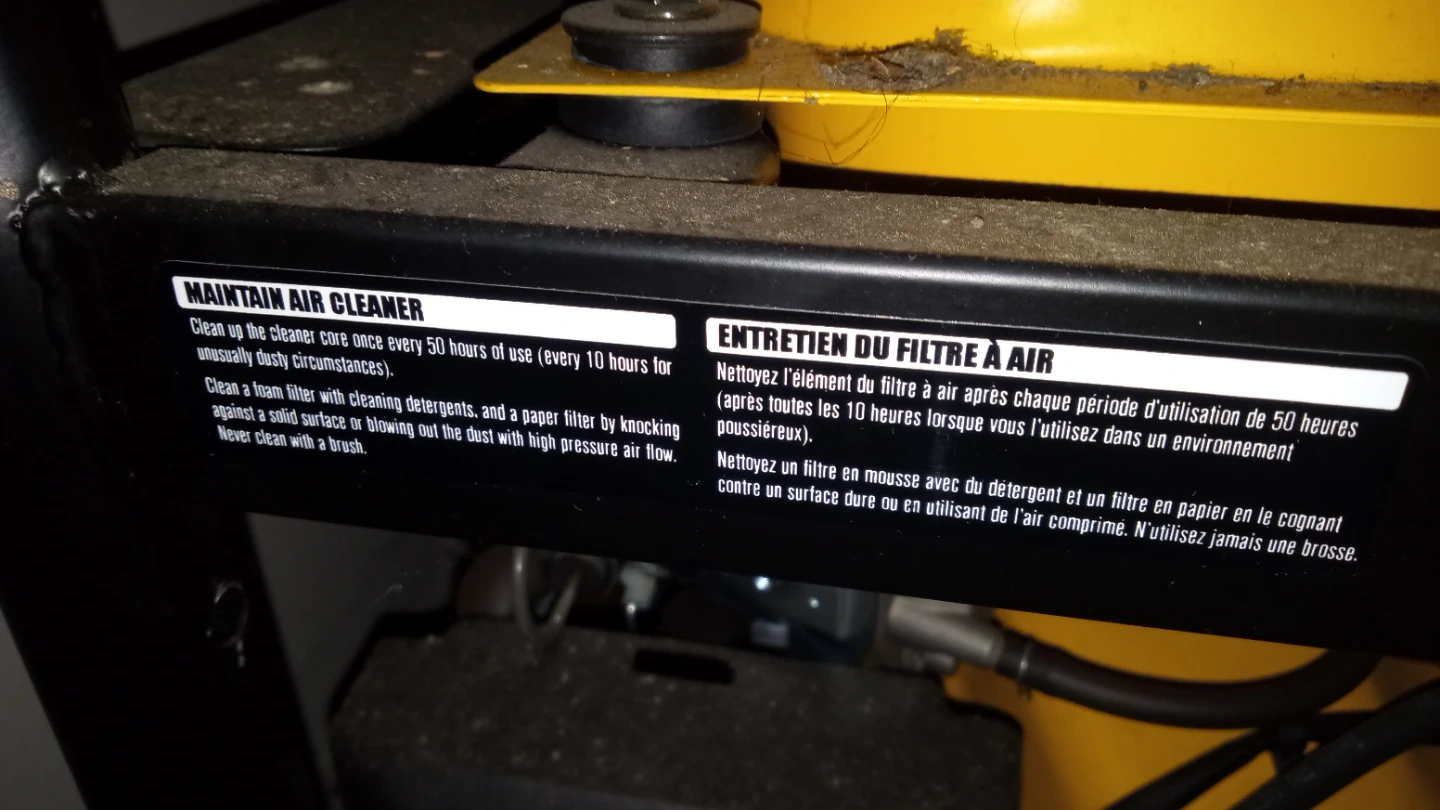 MAINTAIN AIR CLEANER
Clean up the cleaner core once every 50 hours of use (every 10 hours for
unusually dusty circumstances).
Clean a foam filter with cleaning detergents, and a paper filter by knocking
against a solid surface or blowing out the dust with high pressure air flow.
Never clean with a brush.
ENTRETIEN DU FILTRE À AIR
Nettoyez l'élément du filtre à air après chaque période d'utilisation de 50 heures
(après toutes les 10 heures lorsque vous l'utilisez dans un environnement
poussiéreux).
Nettoyez un filtre en mousse avec du détergent et un filtre en papier en le cognant
contre un surface dure ou en utilisant de l'air comprimé. N'utilisez jamais une brosse.